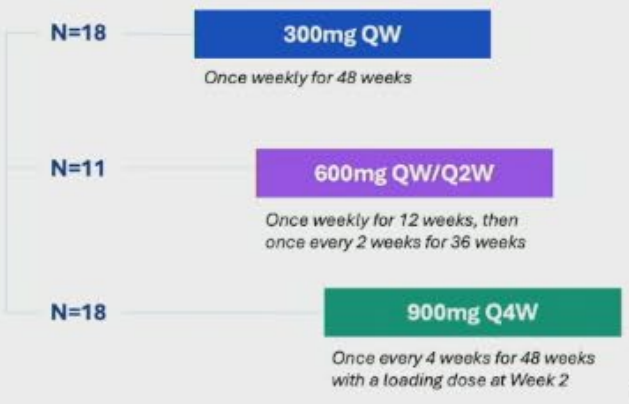 N=18
300mg QW
Once weekly for 48 weeks
N=11
600mg QW/Q2W
Once weekly for 12 weeks, then
once every 2 weeks for 36 weeks
N=18
900mg Q4W
Once every 4 weeks for 48 weeks
with a loading dose at Week 2